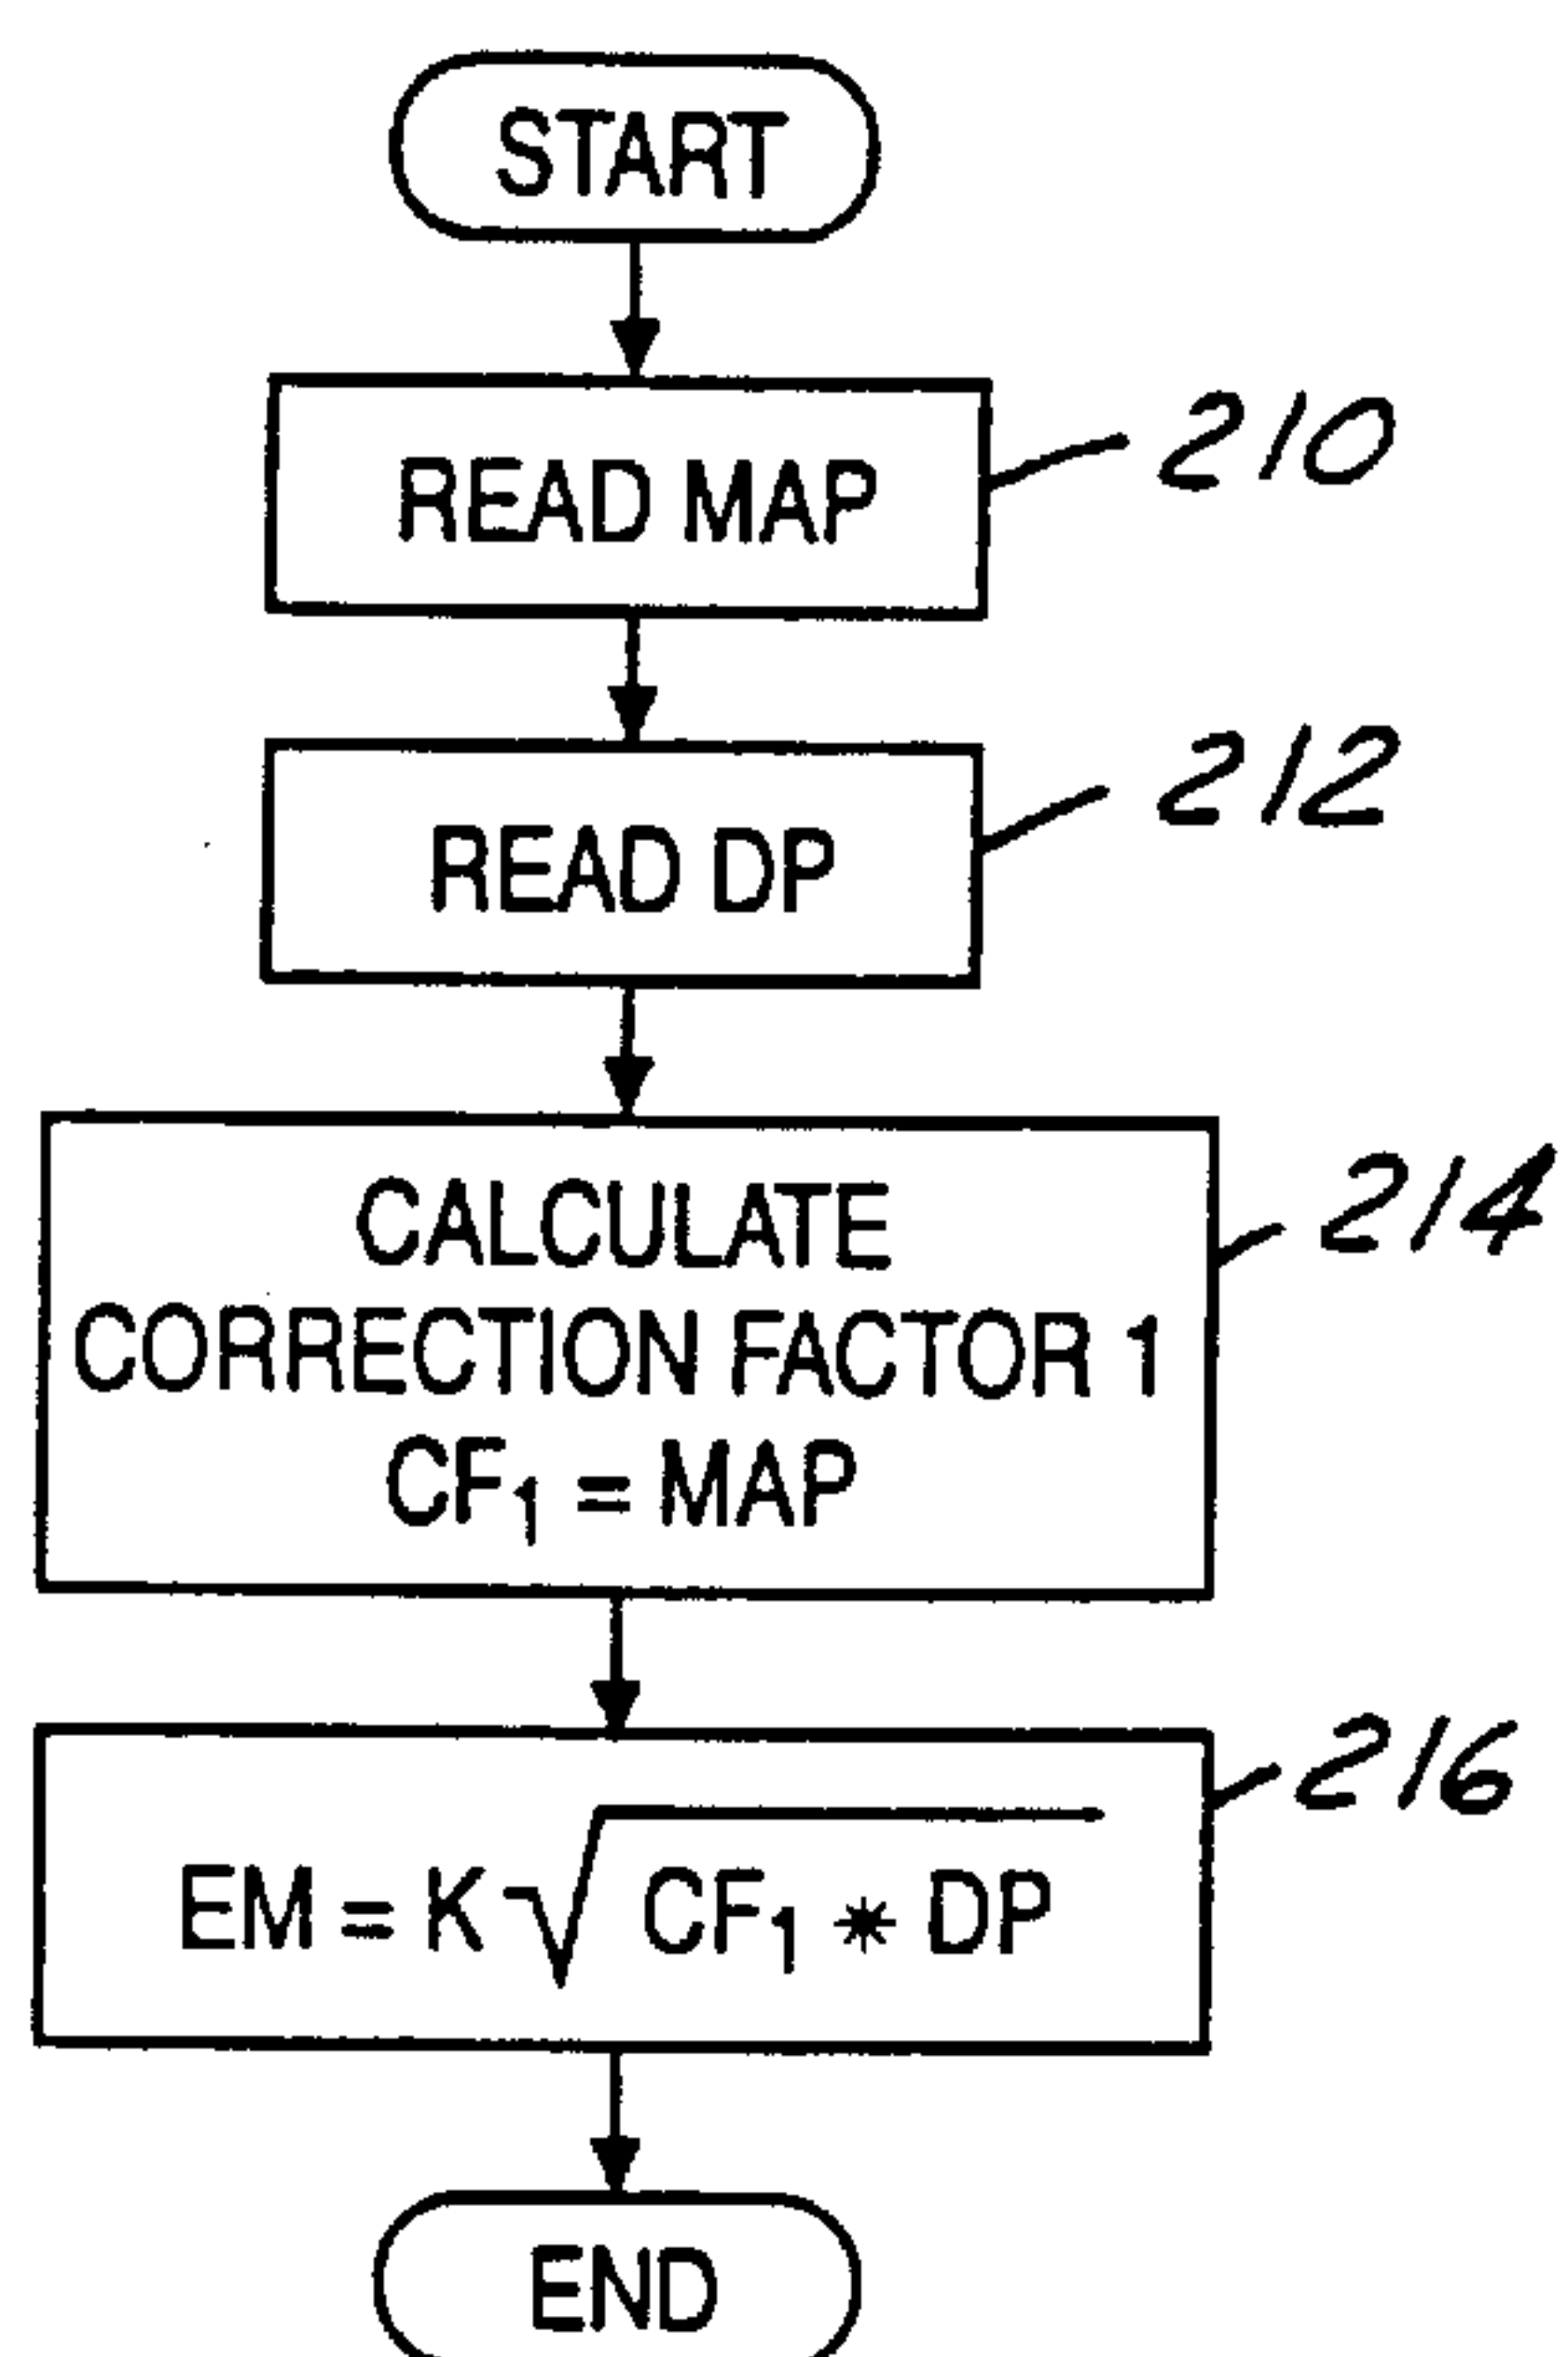 START
READ MAP
210
READ DP
212
CALCULATE
CORRECTION FACTOR 1
CF₁ = MAP
214
EM = K√CF₁ * DP
216
END